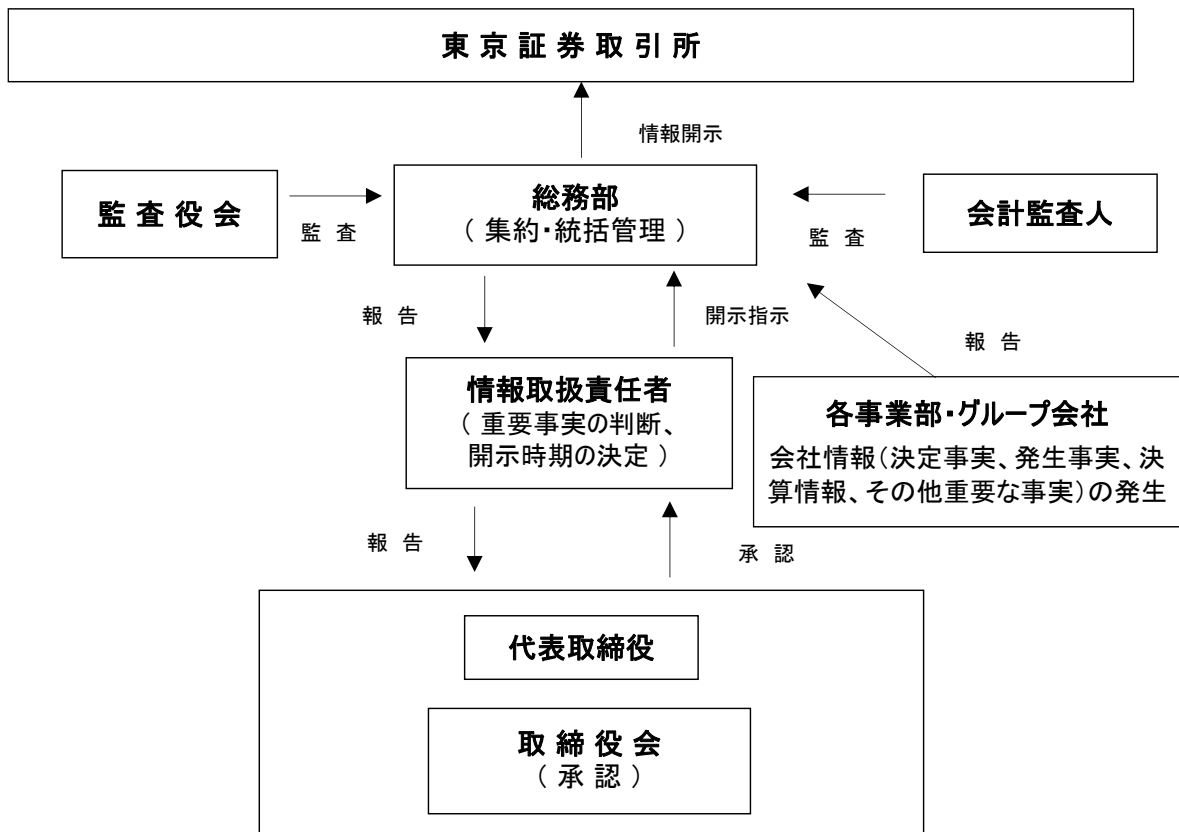 東 京 証 券 取 引 所
情報開示
監 査 役 会
監 査
総務部
（ 集約・統括管理 ）
会計監査人
監 査
報 告
開示指示
報 告
情報取扱責任者
（ 重要事実の判断、
開示時期の決定 ）
各事業部・グループ会社
会社情報（決定事実、発生事実、決
算情報、その他重要な事実）の発生
報 告
承 認
代表取締役
取 締 役 会
（ 承 認 ）